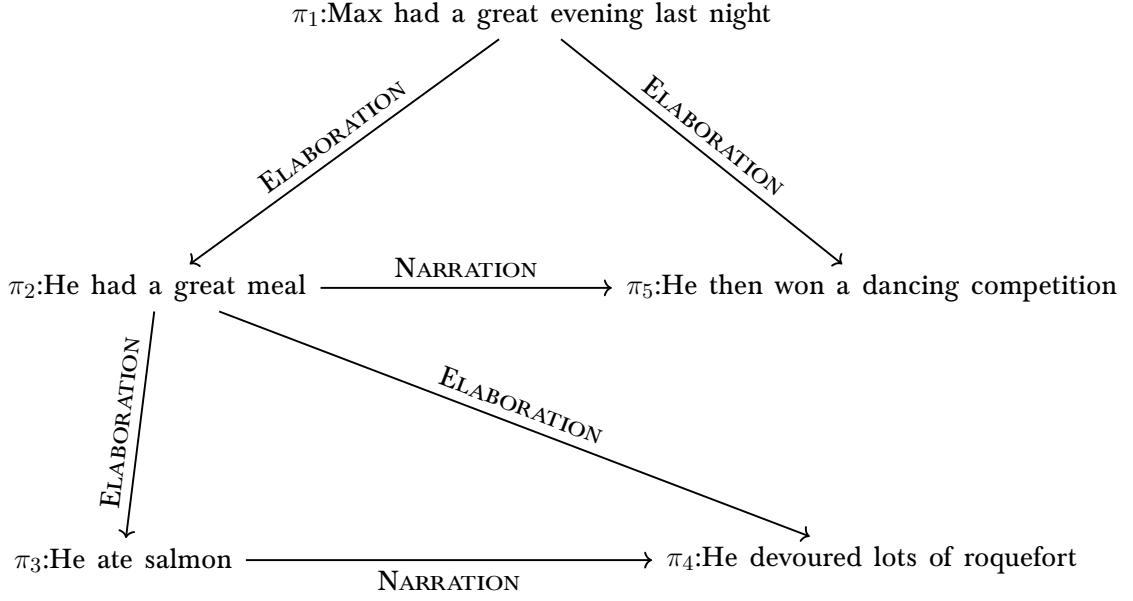 π₁:Max had a great evening last night
ELABORATION
ELABORATION
π₂:He had a great meal
NARRATION
π₅:He then won a dancing competition
ELABORATION
ELABORATION
π₃:He ate salmon
NARRATION
π₄:He devoured lots of roquefort